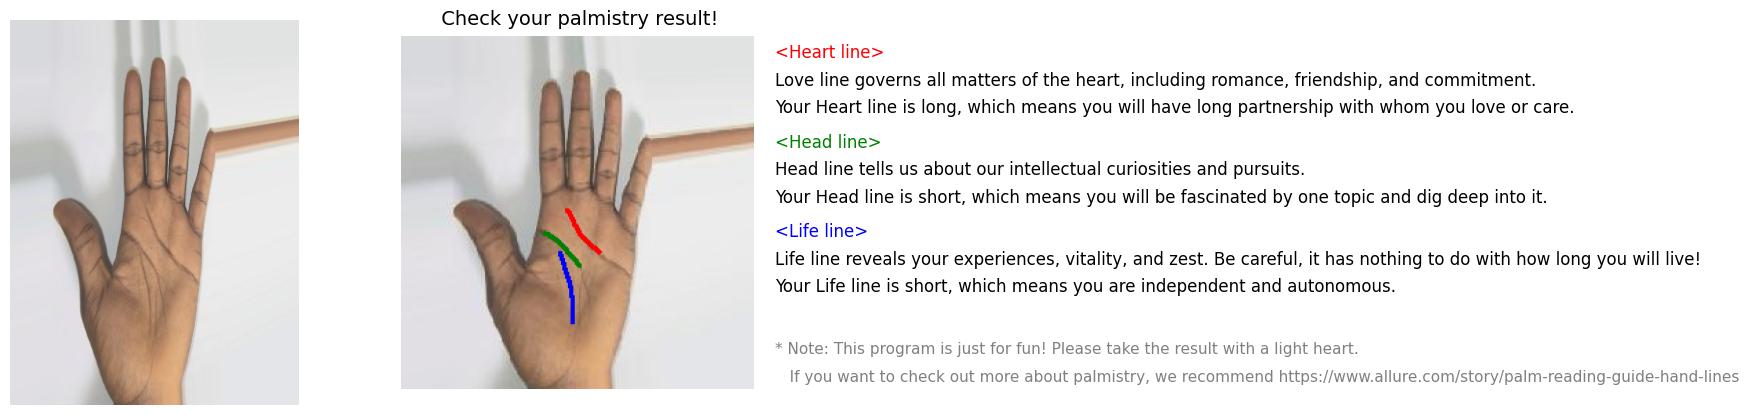 Check your palmistry result!
<Heart line>
Love line governs all matters of the heart, including romance, friendship, and commitment.
Your Heart line is long, which means you will have long partnership with whom you love or care.
<Head line>
Head line tells us about our intellectual curiosities and pursuits.
Your Head line is short, which means you will be fascinated by one topic and dig deep into it.
<Life line>
Life line reveals your experiences, vitality, and zest. Be careful, it has nothing to do with how long you will live!
Your Life line is short, which means you are independent and autonomous.
* Note: This program is just for fun! Please take the result with a light heart.
If you want to check out more about palmistry, we recommend https://www.allure.com/story/palm-reading-guide-hand-lines